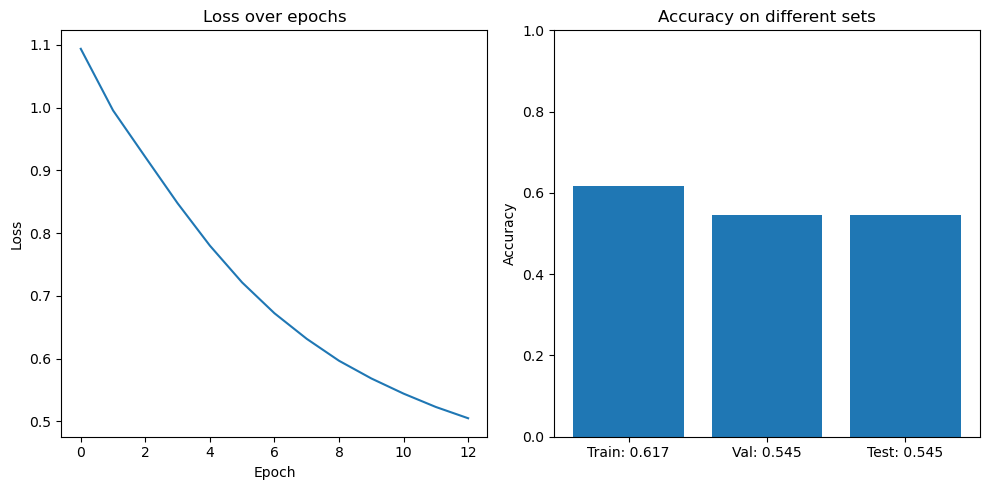 Loss over epochs
Loss
1.1
1.0
0.9
0.8
0.7
0.6
0.5
0 2 4 6 8 10 12
Epoch
Accuracy on different sets
Accuracy
1.0
0.8
0.6
0.4
0.2
0.0
Train: 0.617 Val: 0.545 Test: 0.545